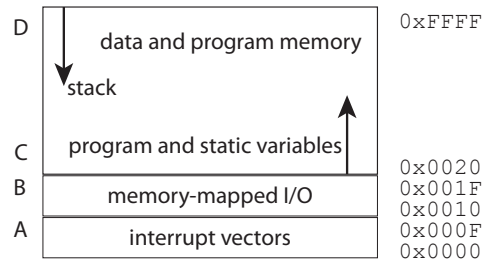 D
0xFFFF
data and program memory
stack
program and static variables
C
0x0020
B
memory-mapped I/O
0x001F
0x0010
A
interrupt vectors
0x000F
0x0000